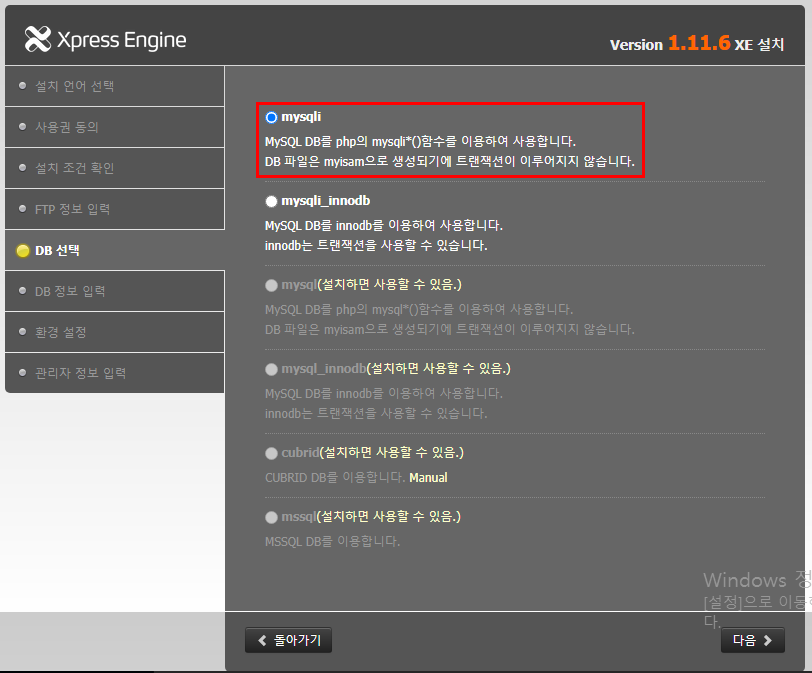 Xpress Engine
Version 1.11.6 XE 설치
설치 언어 선택
사용권 동의
설치 조건 확인
FTP 정보 입력
DB 선택
DB 정보 입력
환경 설정
관리자 정보 입력
mysqli
MySQL DB를 php의 mysqli*()함수를 이용하여 사용합니다.
DB 파일은 myisam으로 생성되기에 트랜잭션이 이루어지지 않습니다.
mysqli_innodb
MySQL DB를 innodb를 이용하여 사용합니다.
innodb는 트랜잭션을 사용할 수 있습니다.
mysql(설치하면 사용할 수 있음.)
MySQL DB를 php의 mysql*()함수를 이용하여 사용합니다.
DB 파일은 myisam으로 생성되기에 트랜잭션이 이루어지지 않습니다.
mysql_innodb(설치하면 사용할 수 있음.)
MySQL DB를 innodb를 이용하여 사용합니다.
innodb는 트랜잭션을 사용할 수 있습니다.
cubrid(설치하면 사용할 수 있음.)
CUBRID DB를 이용합니다. Manual
mssql(설치하면 사용할 수 있음.)
MSSQL DB를 이용합니다.
Windows 정
[설정]으로 이동
다.
돌아가기
다음